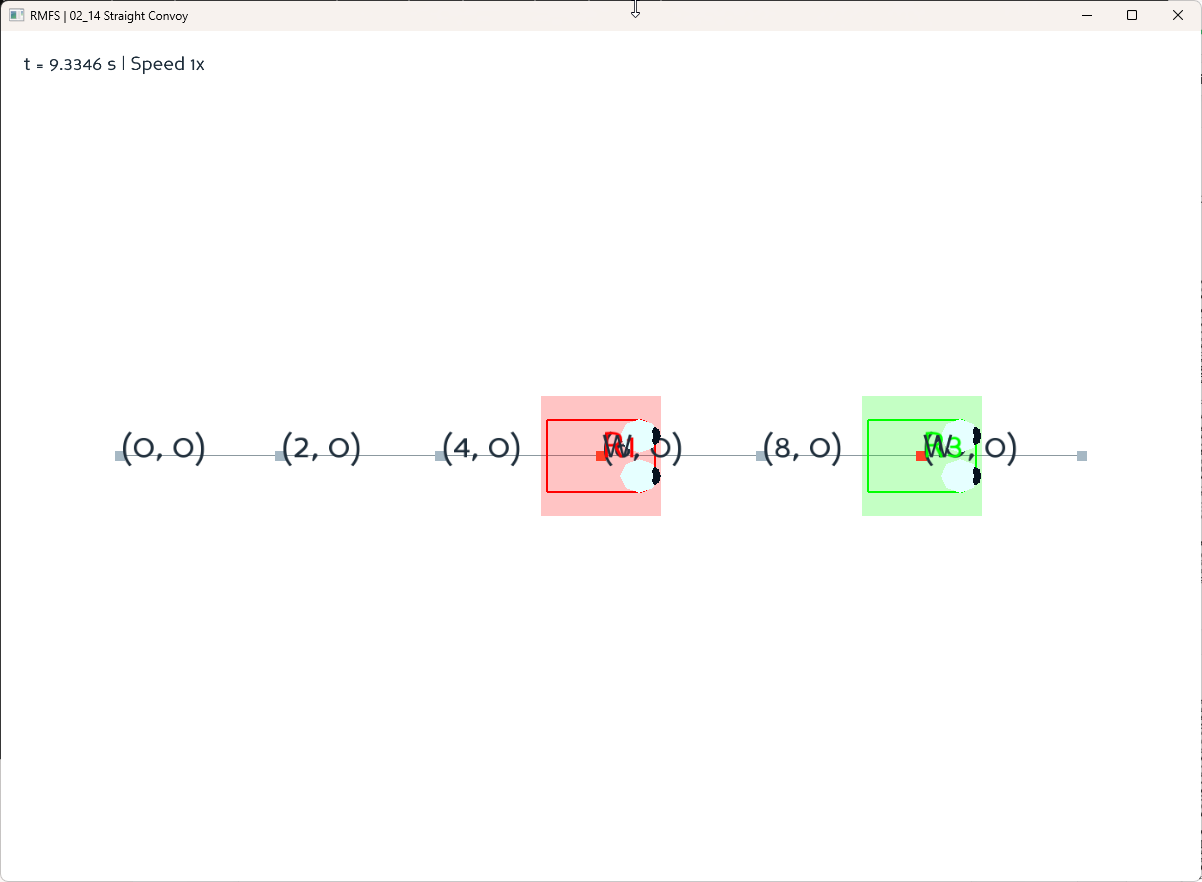 RMFS | 02_14 Straight Convoy
t = 9.3346 s | Speed 1x
(0, 0) (2, 0) (4, 0) (8, 0)